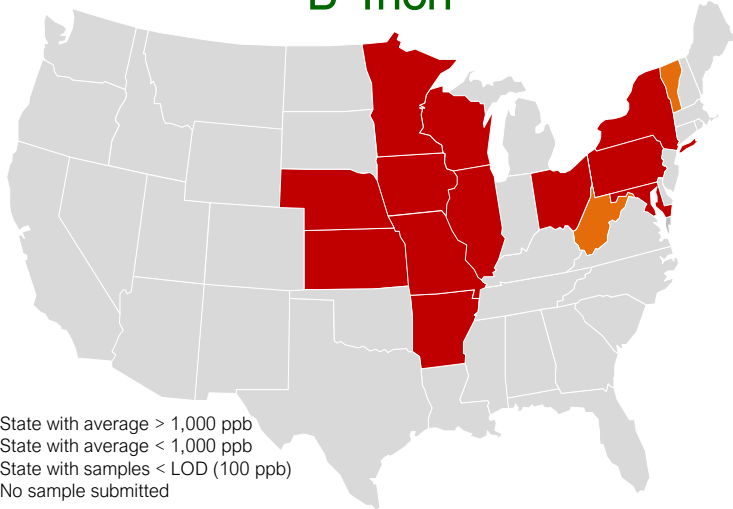 State with average > 1,000 ppb
State with average < 1,000 ppb
State with samples < LOD (100 ppb)
No sample submitted